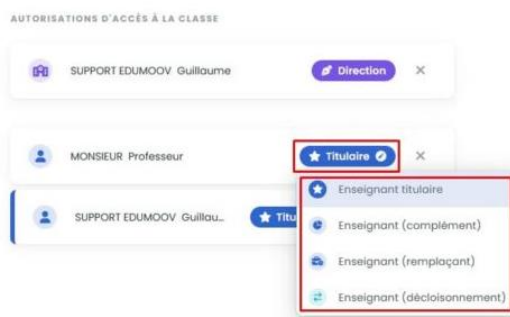 AUTORISATIONS D'ACCÈS À LA CLASSE
SUPPORT EDUMOOV Guillaume Direction
MONSIEUR Professeur Titulaire
Enseignant titulaire
SUPPORT EDUMOOV Guillau... Titu
Enseignant (complément)
Enseignant (remplaçant)
Enseignant (décloisonnement)